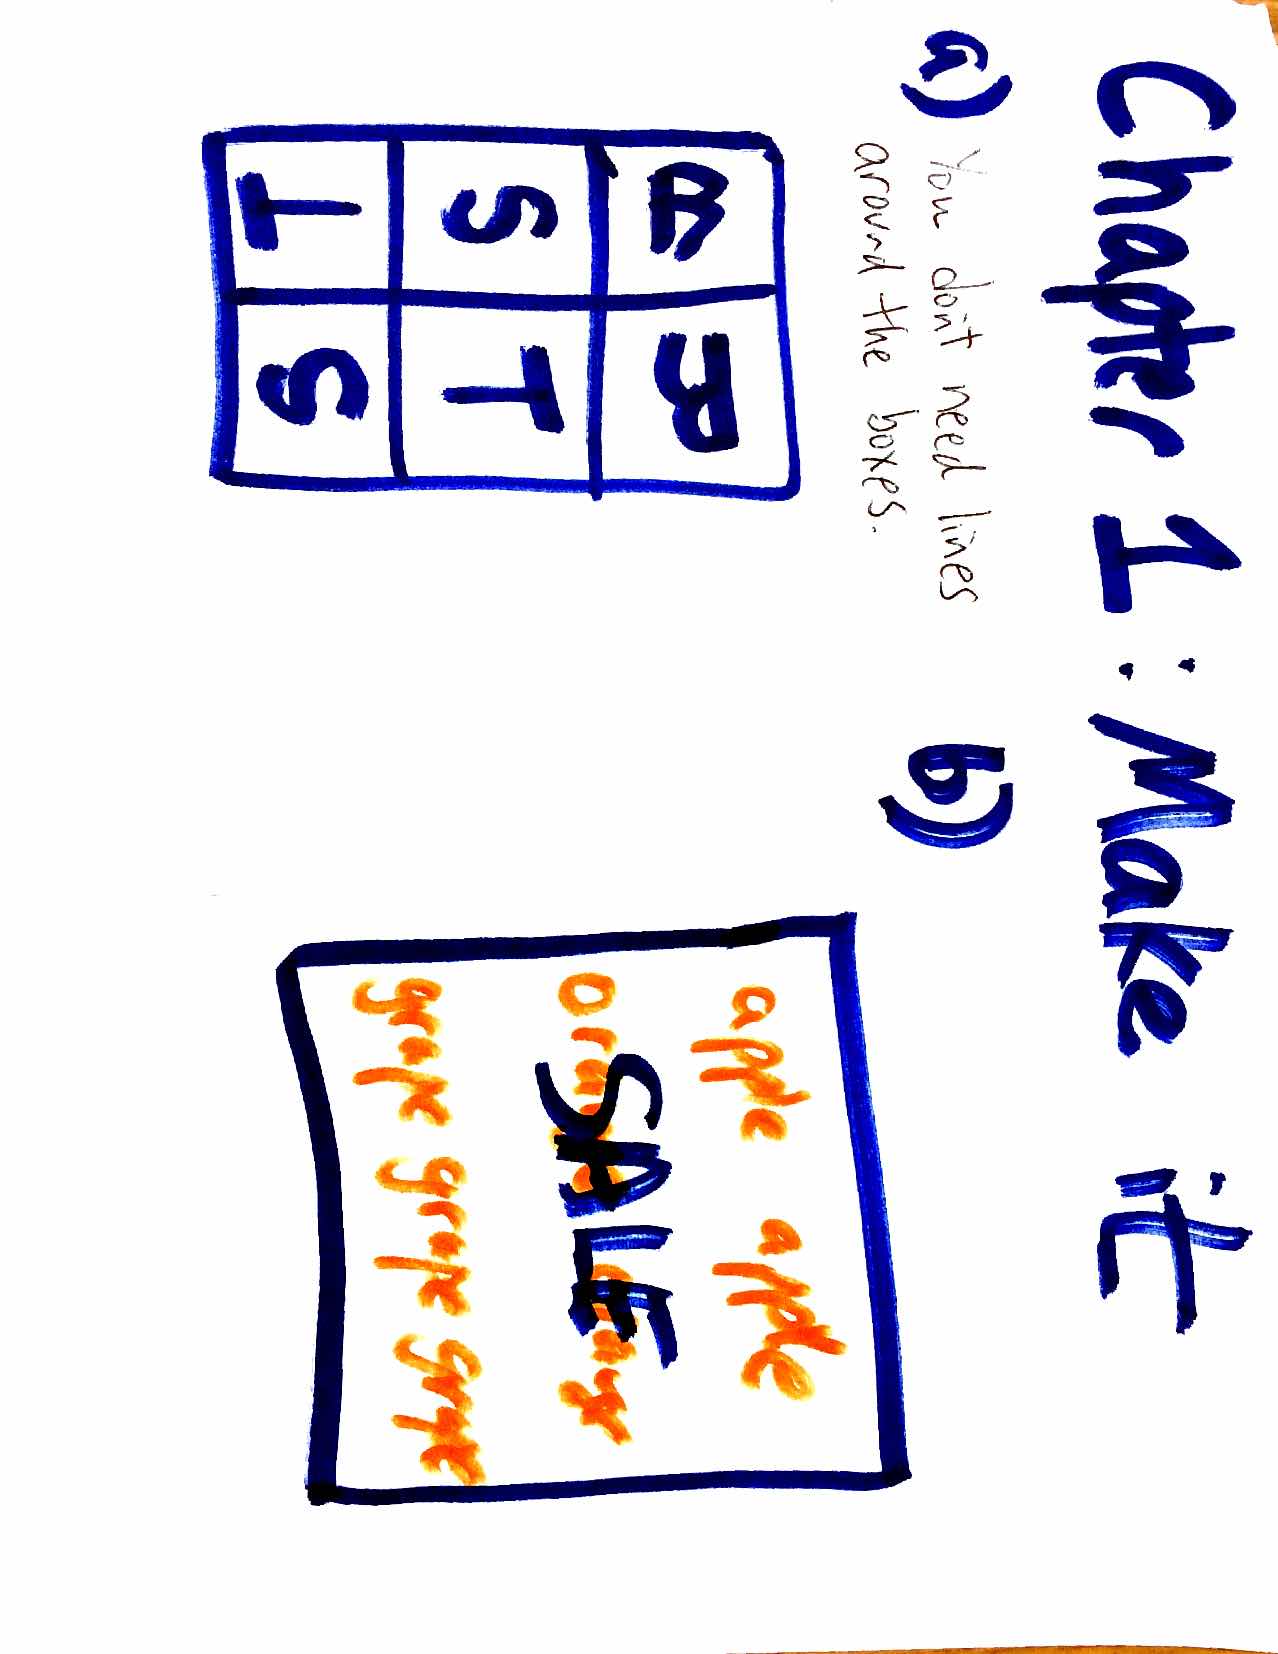 Chapter 1: Make it
a) You don't need lines
around the boxes.
B B
S T
T S
b)
apple apple
orange orange
SALE
grape grape grape